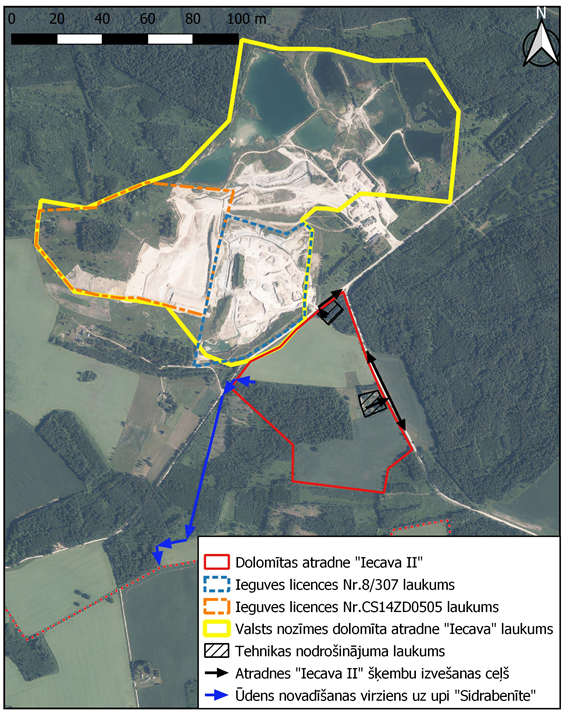 0 20 40 60 80 100 m
N
Dolomītas atradne "Iecava II"
Ieguves licences Nr.8/307 laukums
Ieguves licences Nr.CS14ZD0505 laukums
Valsts nozīmes dolomīta atradne "Iecava" laukums
Tehnikas nodrošinājuma laukums
Atradnes "Iecava II" šķembu izvešanas ceļš
Ūdens novadīšanas virziens uz upi "Sidrabenīte"